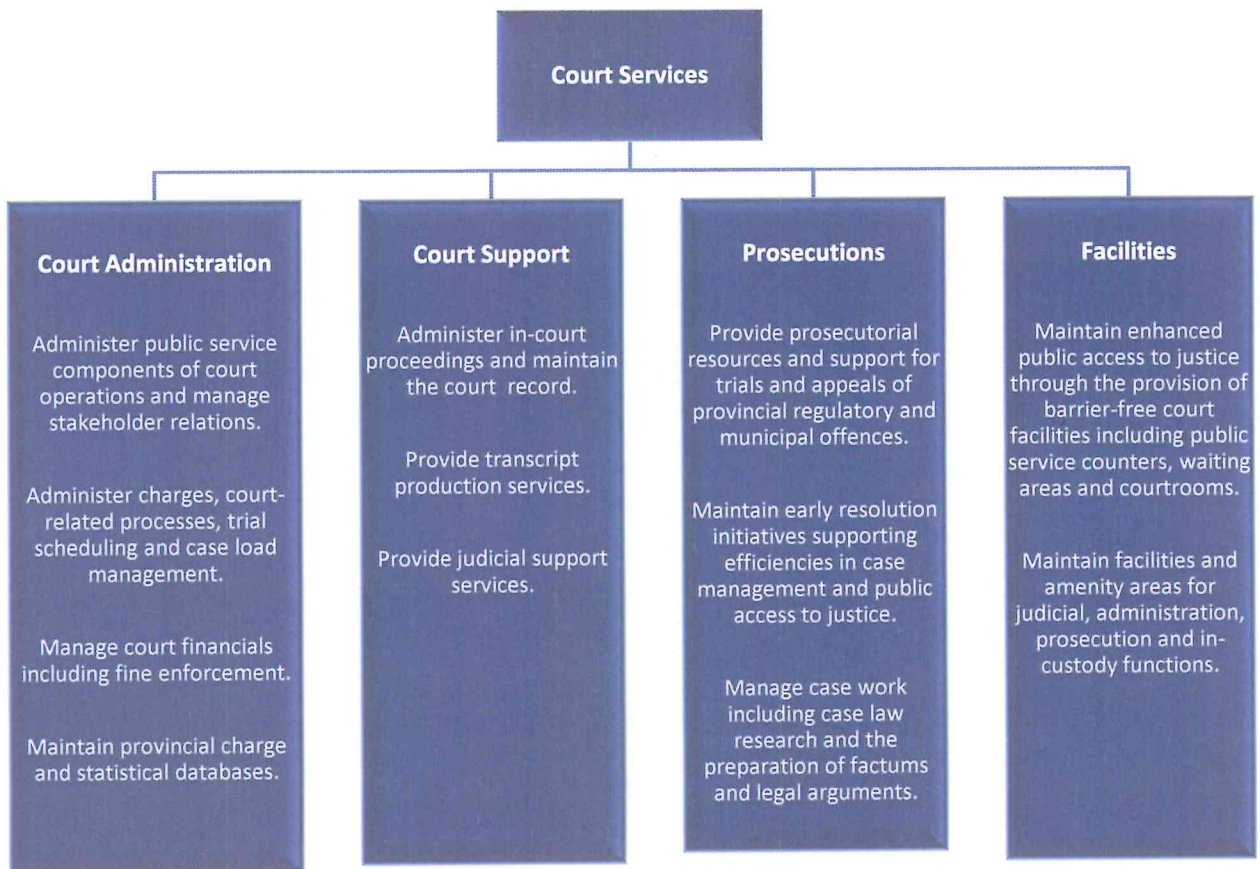 Court Services
Court Administration
Administer public service
components of court
operations and manage
stakeholder relations.
Administer charges, court-
related processes, trial
scheduling and case load
management.
Manage court financials
including fine enforcement.
Maintain provincial charge
and statistical databases.
Court Support
Administer in-court
proceedings and maintain
the court record.
Provide transcript
production services.
Provide judicial support
services.
Prosecutions
Provide prosecutorial
resources and support for
trials and appeals of
provincial regulatory and
municipal offences.
Maintain early resolution
initiatives supporting
efficiencies in case
management and public
access to justice.
Manage case work
including case law
research and the
preparation of factums
and legal arguments.
Facilities
Maintain enhanced
public access to justice
through the provision of
barrier-free court
facilities including public
service counters, waiting
areas and courtrooms.
Maintain facilities and
amenity areas for
judicial, administration,
prosecution and in-
custody functions.